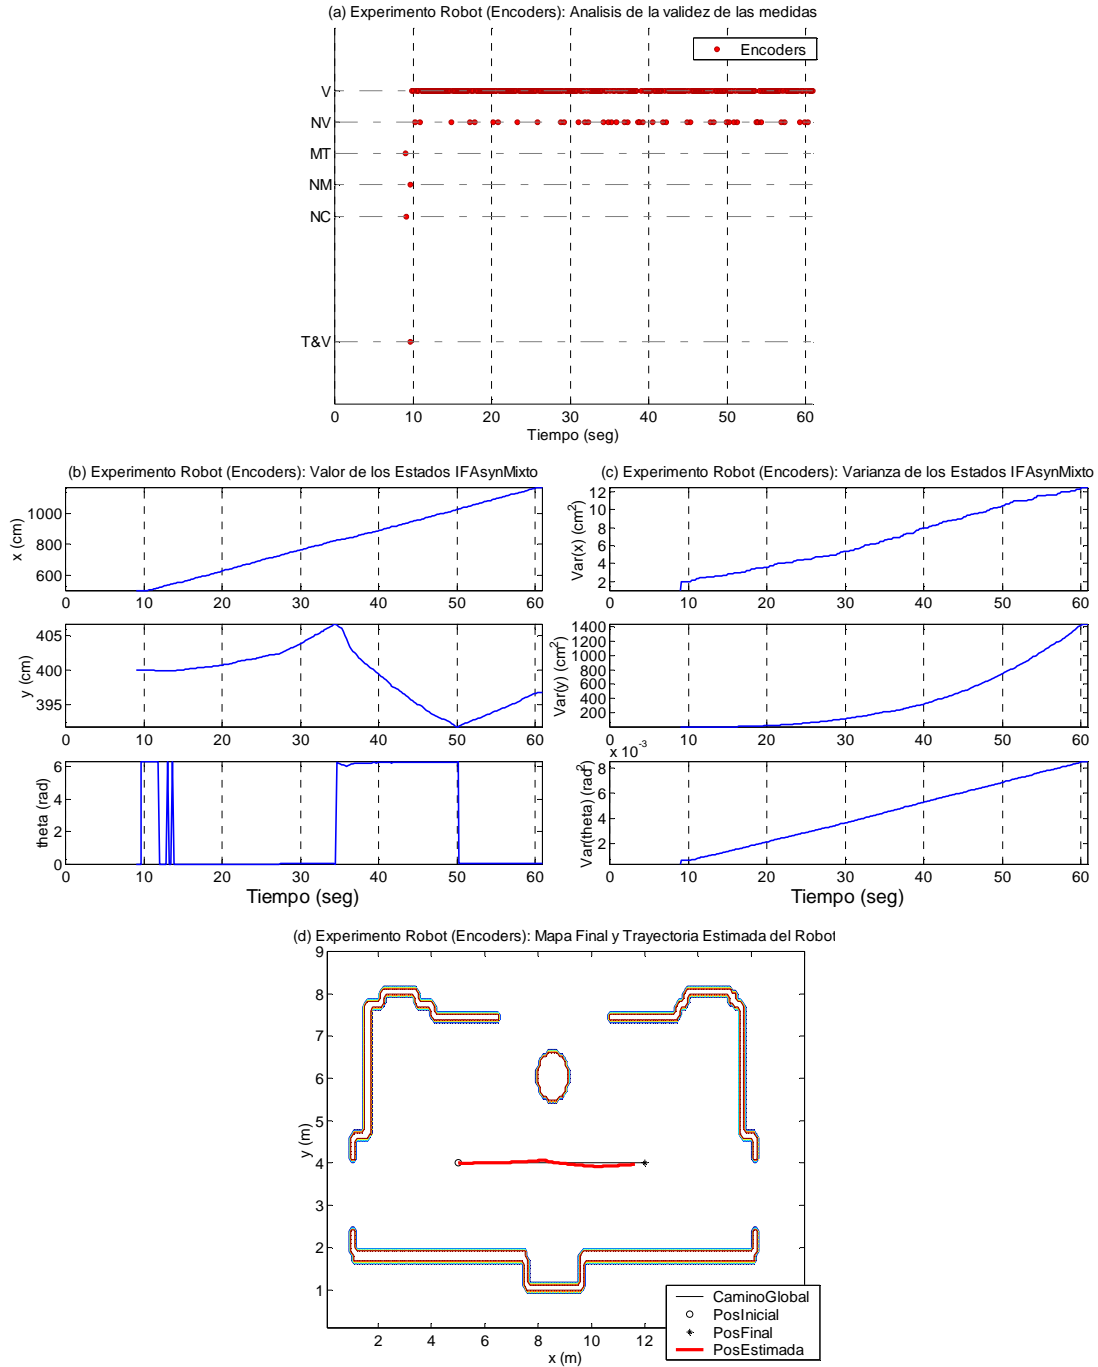 (a) Experimento Robot (Encoders): Analisis de la validez de las medidas
Encoders
V
NV
MT
NM
NC
T&V
0 10 20 30 40 50 60
Tiempo (seg)
(b) Experimento Robot (Encoders): Valor de los Estados IFAsynMixto
x (cm)
1000
800
600
0 10 20 30 40 50 60
y (cm)
405
400
395
0 10 20 30 40 50 60
theta (rad)
6
4
2
0
0 10 20 30 40 50 60
Tiempo (seg)
(c) Experimento Robot (Encoders): Varianza de los Estados IFAsynMixto
Var(x) (cm²)
12
10
8
6
4
2
0 10 20 30 40 50 60
Var(y) (cm²)
1400
1200
1000
800
600
400
200
0 10 20 30 40 50 60
x 10⁻³
Var(theta) (rad²)
8
6
4
2
0 10 20 30 40 50 60
Tiempo (seg)
(d) Experimento Robot (Encoders): Mapa Final y Trayectoria Estimada del Robot
y (m)
9
8
7
6
5
4
3
2
1
2 4 6 8 10 12
x (m)
CaminoGlobal
PosInicial
PosFinal
PosEstimada